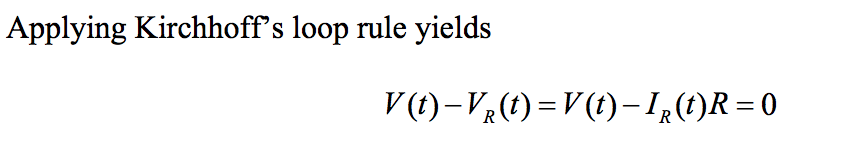 Applying Kirchhoff's loop rule yields
V(t) − V_R(t) = V(t) − I_R(t)R = 0